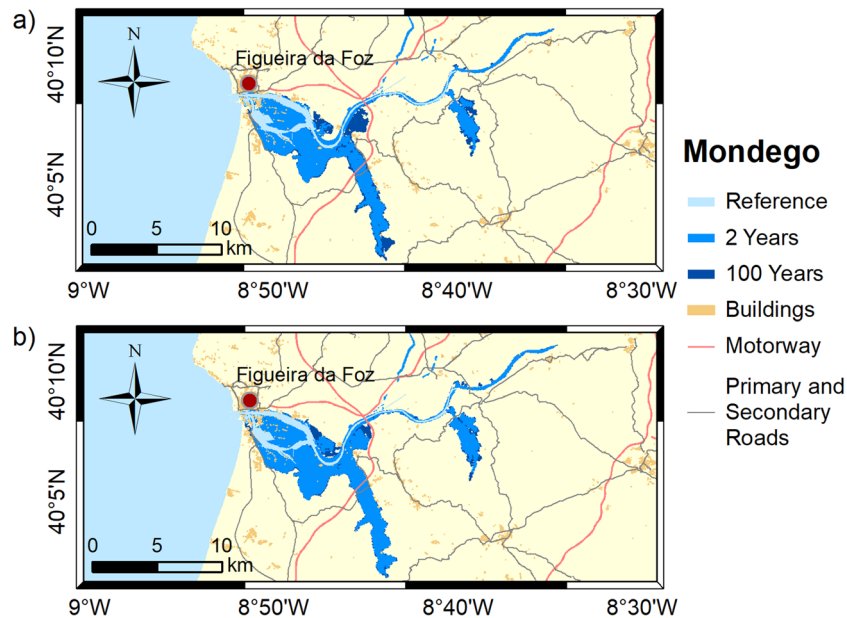 a)
40°10'N
40°5'N
N
Figueira da Foz
0 5 10
km
9°W 8°50'W 8°40'W 8°30'W
b)
40°10'N
40°5'N
N
Figueira da Foz
0 5 10
km
9°W 8°50'W 8°40'W 8°30'W
Mondego
Reference
2 Years
100 Years
Buildings
Motorway
Primary and
Secondary
Roads